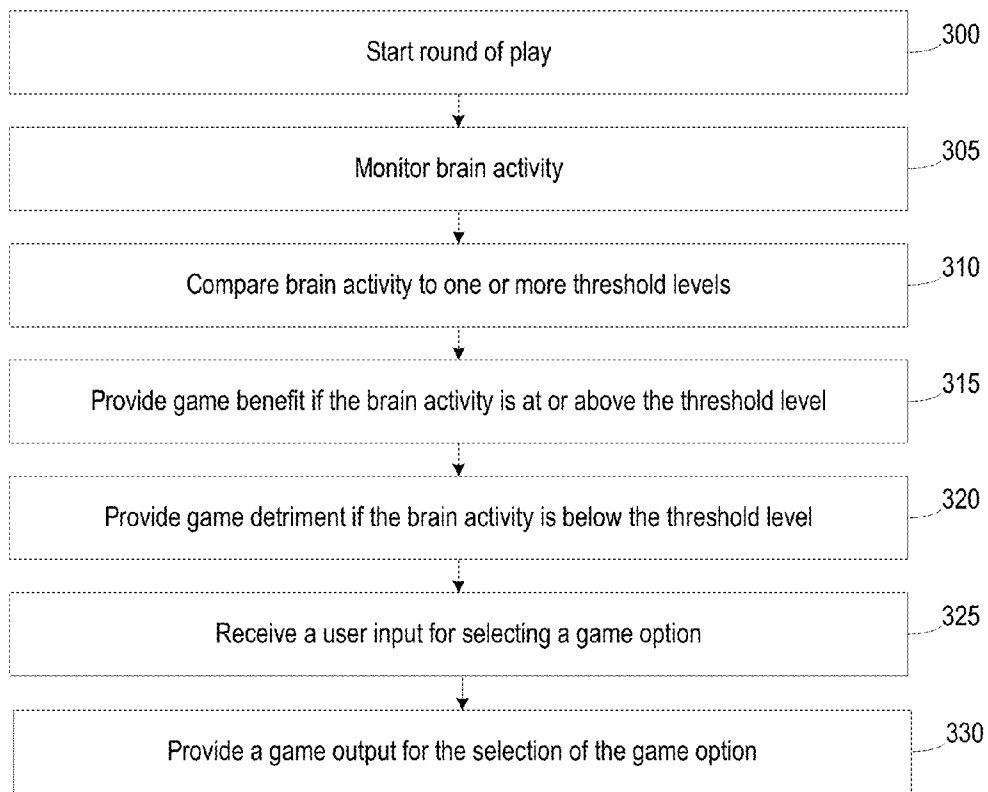 Start round of play
300
Monitor brain activity
305
Compare brain activity to one or more threshold levels
310
Provide game benefit if the brain activity is at or above the threshold level
315
Provide game detriment if the brain activity is below the threshold level
320
Receive a user input for selecting a game option
325
Provide a game output for the selection of the game option
330